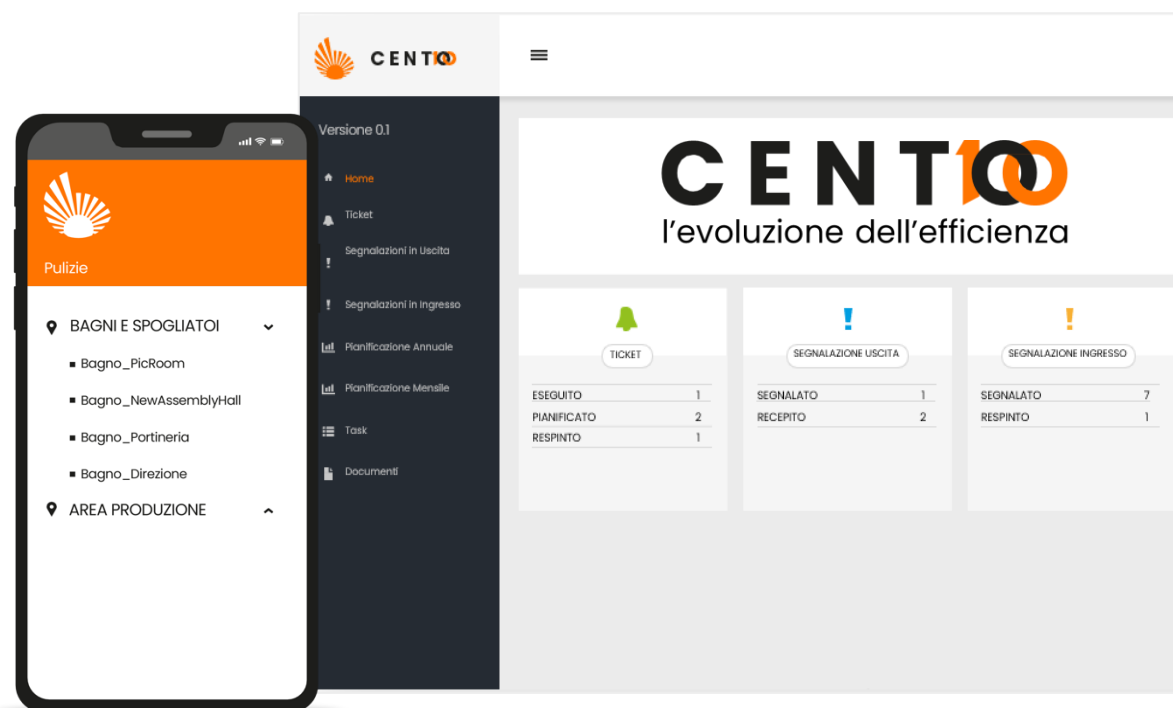 Pulizie
BAGNI E SPOGLIATOI
Bagno_PicRoom
Bagno_NewAssemblyHall
Bagno_Portineria
Bagno_Direzione
AREA PRODUZIONE
CENTO10
Versione 0.1
Home
Ticket
Segnalazioni in Uscita
Segnalazioni in Ingresso
Pianificazione Annuale
Pianificazione Mensile
Task
Documenti
CENT100
l'evoluzione dell'efficienza
TICKET
ESEGUITO 1
PIANIFICATO 2
RESPINTO 1
SEGNALAZIONE USCITA
SEGNALATO 1
RECEPITO 2
SEGNALAZIONE INGRESSO
SEGNALATO 7
RESPINTO 1